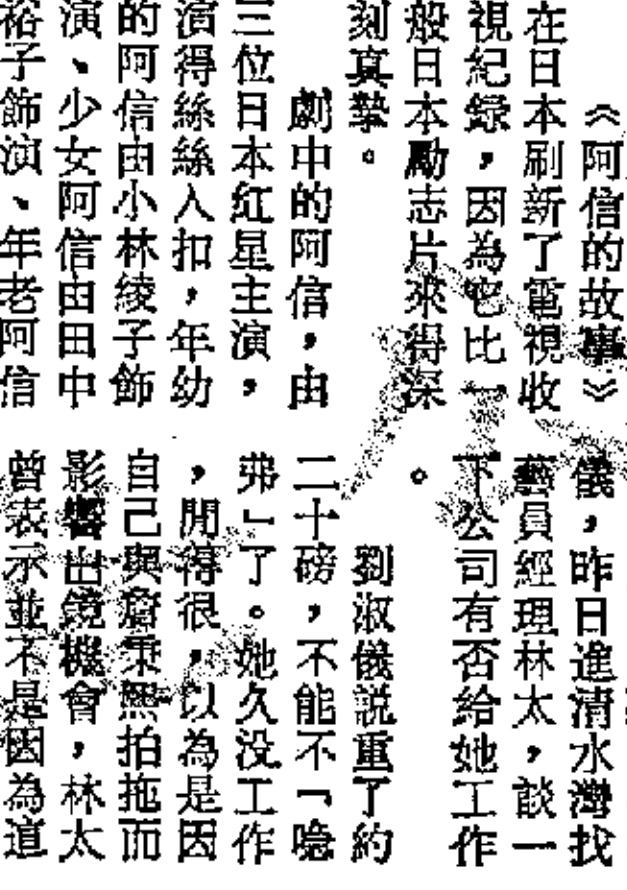 《阿信的故事》
在日本刷新了電視收
視紀錄，因為它比一
般日本勵志片來得深
刻真摯。
劇中的阿信，由
三位日本紅星主演，
演得絲絲入扣，年幼
的阿信由小林綾子飾
演、少女阿信由田中
裕子飾演、年老阿信
儀，昨日進清水灣找
藝員經理林太，談一
下公司有否給她工作
。
劉淑儀説重了約
二十磅，不能不「喼
弗」了。她久没工作
，閒得很，以為是因
自己與詹秉熙拍拖而
影響出鏡機會，林太
曾表示並不是因為道